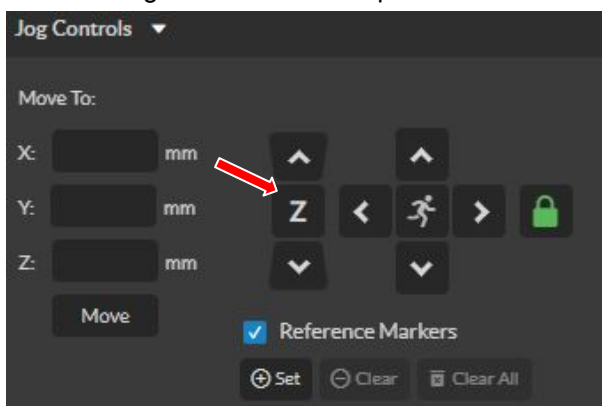 Jog Controls
Move To:
X: mm
Y: mm Z
Z: mm
Move
Reference Markers
Set Clear Clear All